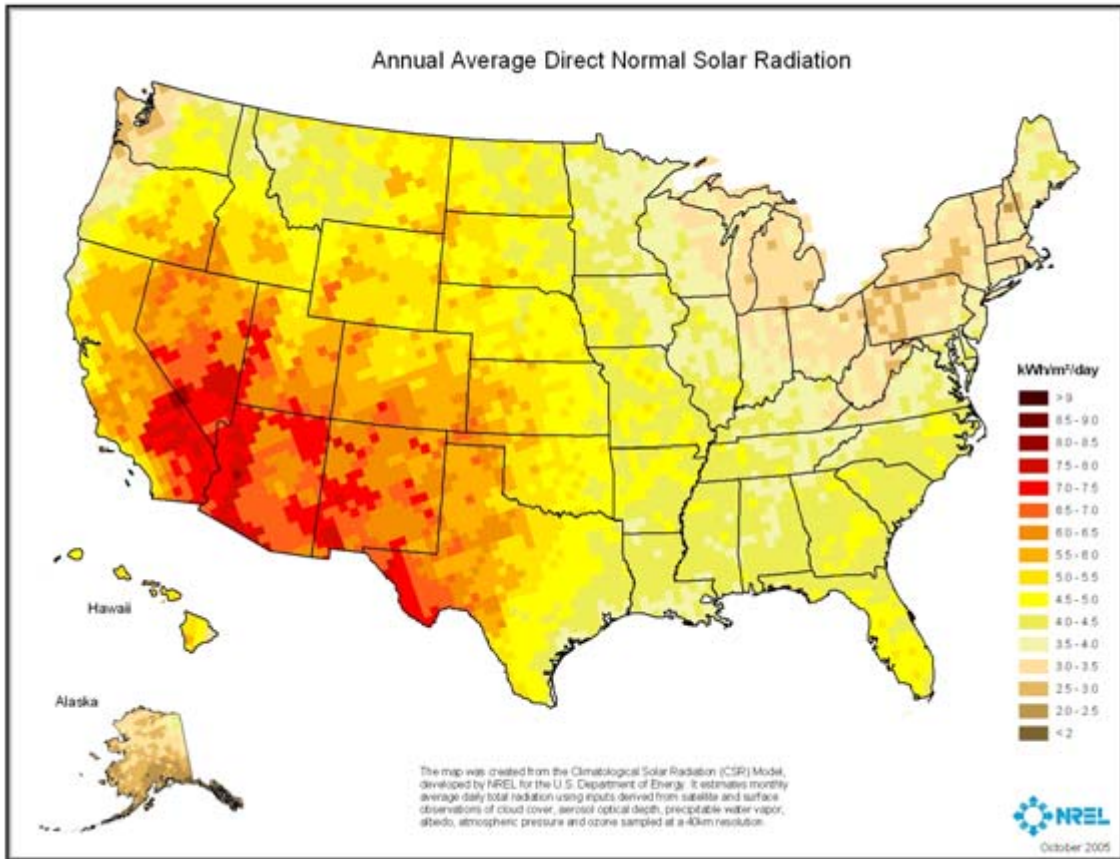 Annual Average Direct Normal Solar Radiation
kWh/m²/day
>9
8.5 - 9.0
8.0 - 8.5
7.5 - 8.0
7.0 - 7.5
6.5 - 7.0
6.0 - 6.5
5.5 - 6.0
5.0 - 5.5
4.5 - 5.0
4.0 - 4.5
3.5 - 4.0
3.0 - 3.5
2.5 - 3.0
2.0 - 2.5
<2
Hawaii
Alaska
The map was created from the Climatological Solar Radiation (CSR) Model,
developed by NREL for the U.S. Department of Energy. It estimates monthly
average daily total radiation using inputs derived from satellite and surface
observations of cloud cover, aerosol optical depth, precipitable water vapor,
albedo, atmospheric pressure and ozone sampled at a 40km resolution.
NREL
October 2005